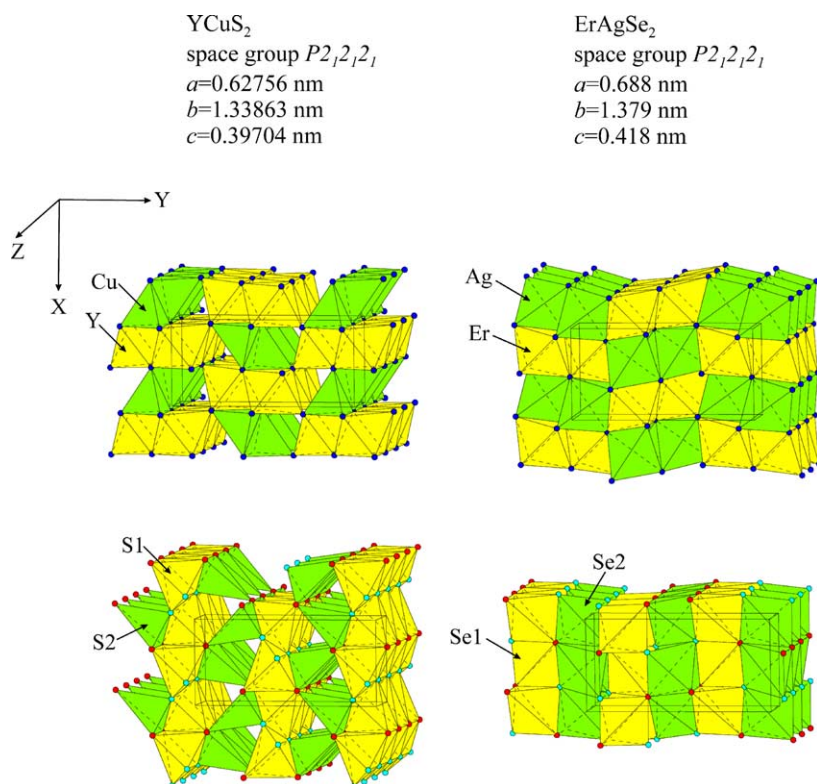 YCuS₂
space group P2₁2₁2₁
a=0.62756 nm
b=1.33863 nm
c=0.39704 nm
ErAgSe₂
space group P2₁2₁2₁
a=0.688 nm
b=1.379 nm
c=0.418 nm
Y
Z
X
Cu
Y
Ag
Er
S1
S2
Se2
Se1